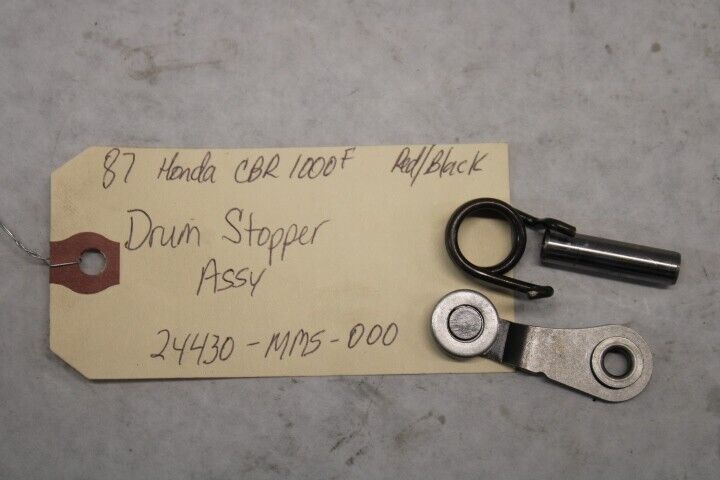 87 Honda CBR 1000F Red/Black
Drum Stopper
Assy
24430-MM5-000